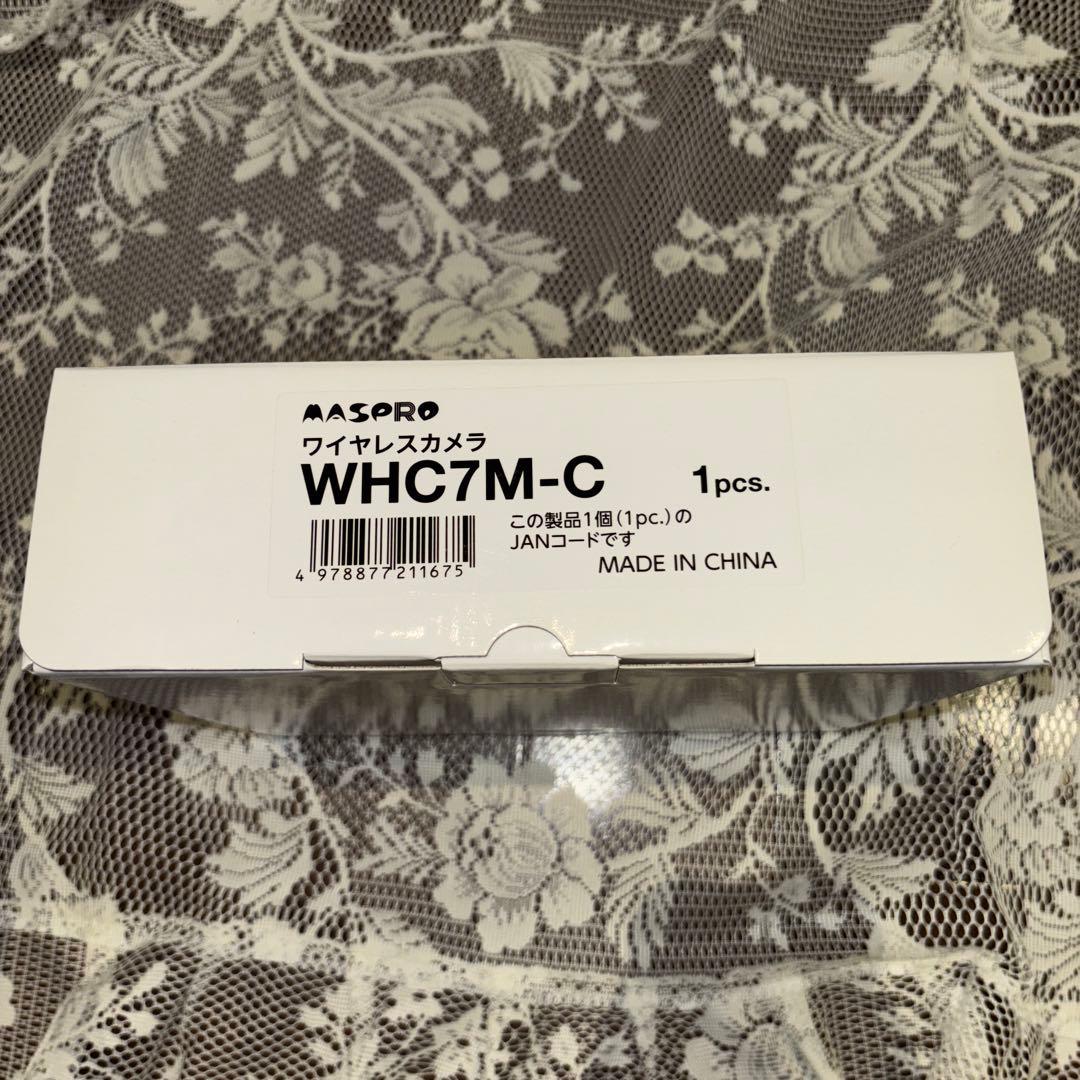 MASPRO
ワイヤレスカメラ
WHC7M-C 1pcs.
この製品1個(1pc.)の
JANコードです
4 978877 211675
MADE IN CHINA